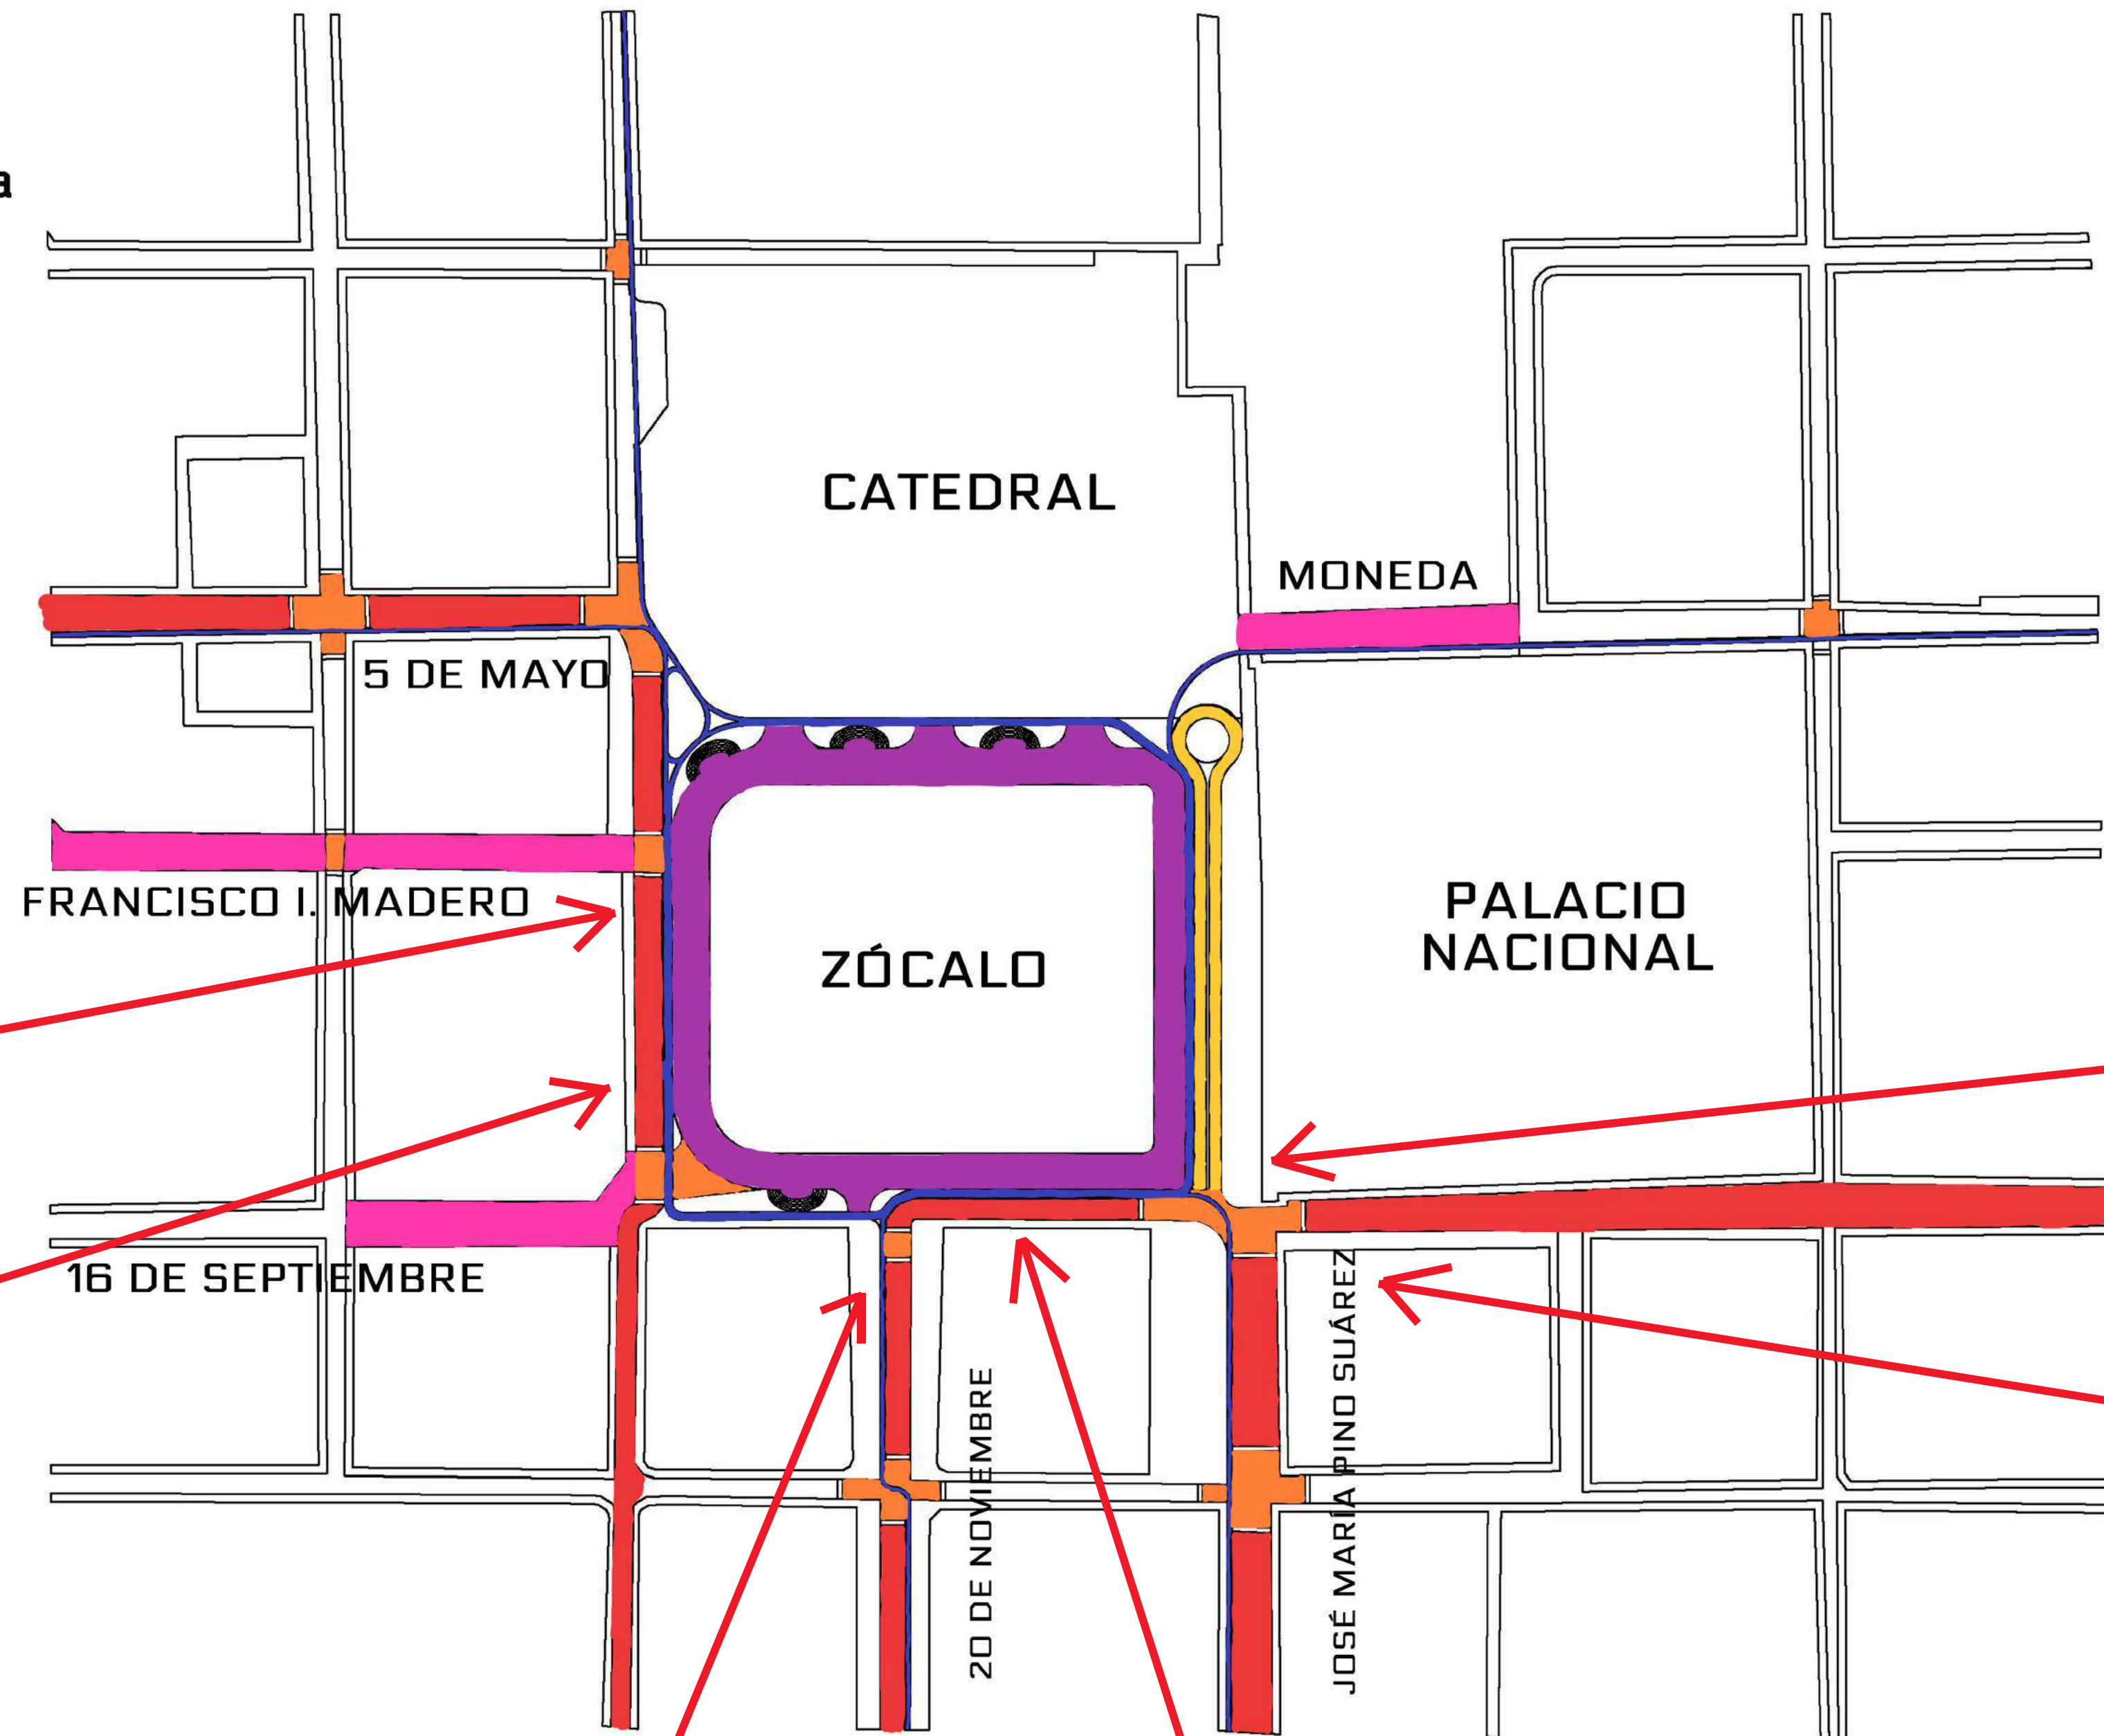 a
CATEDRAL
MONEDA
5 DE MAYO
FRANCISCO I. MADERO
PALACIO
NACIONAL
ZÓCALO
16 DE SEPTIEMBRE
20 DE NOVIEMBRE
JOSÉ MARÍA PINO SUÁREZ